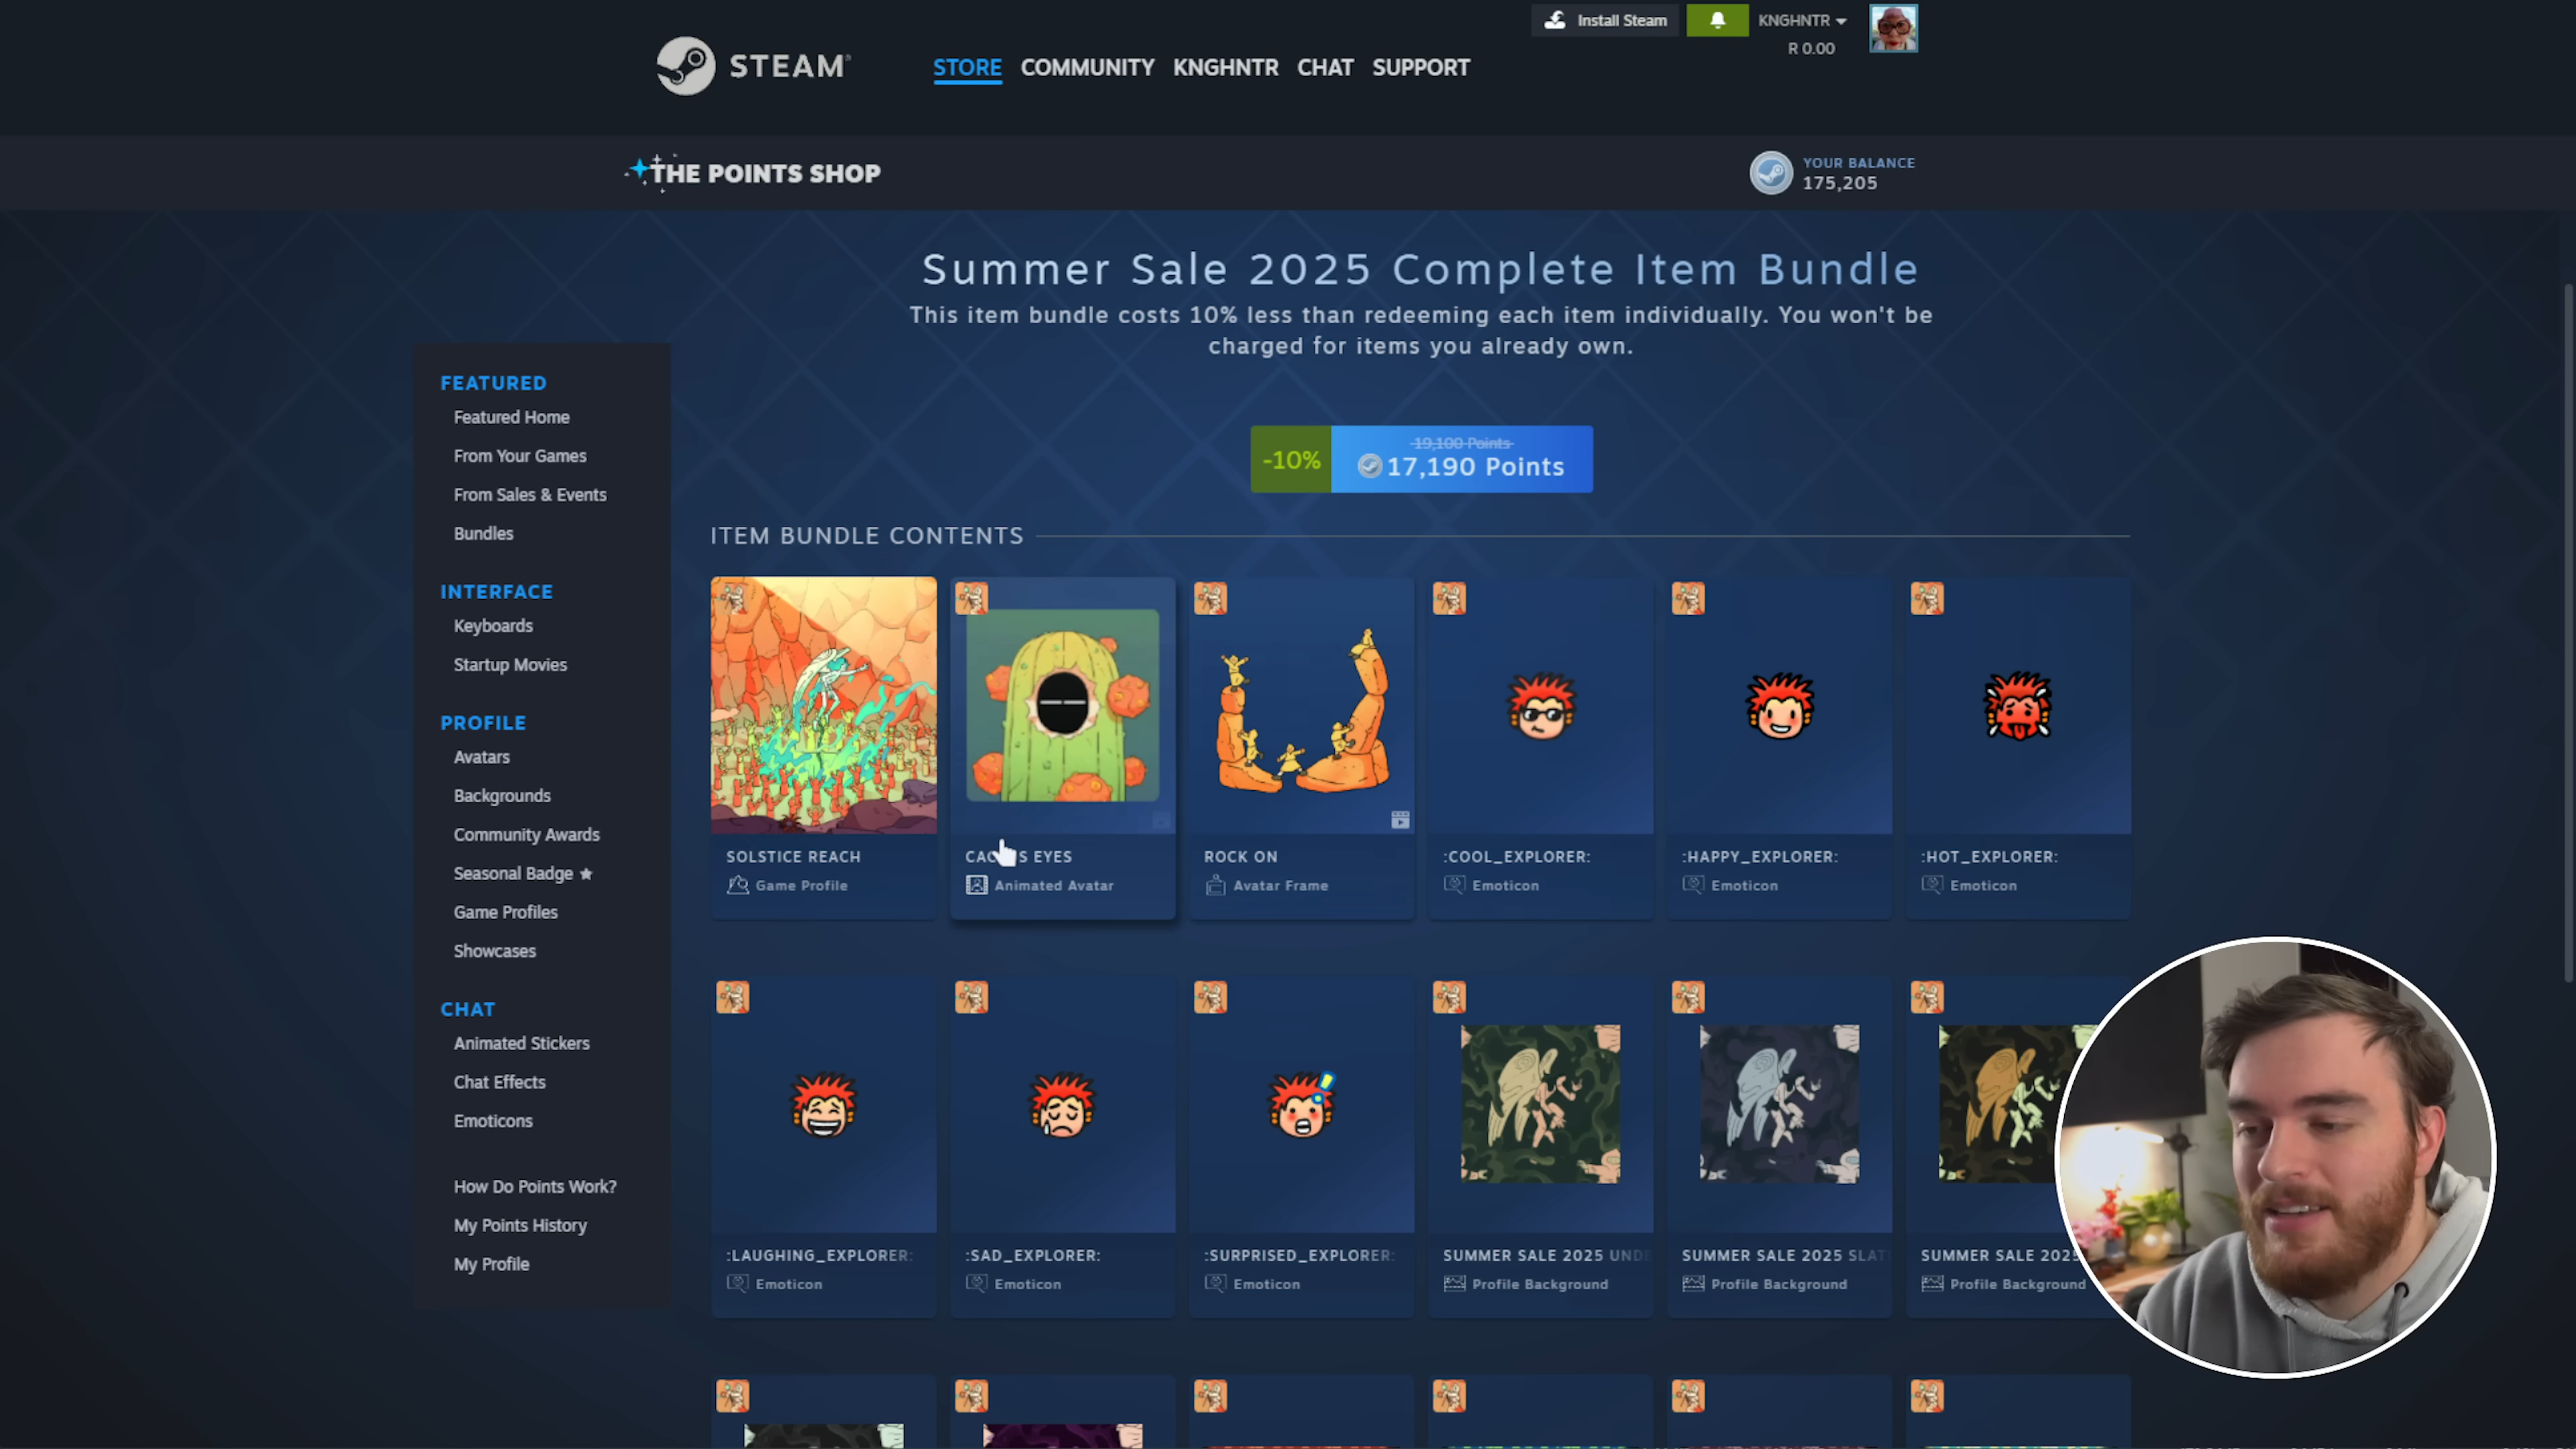 Install Steam
KNGHNTR
R 0.00
STEAM
STORE COMMUNITY KNGHNTR CHAT SUPPORT
THE POINTS SHOP
YOUR BALANCE
175,205
Summer Sale 2025 Complete Item Bundle
This item bundle costs 10% less than redeeming each item individually. You won't be
charged for items you already own.
-10%
19,100 Points
17,190 Points
FEATURED
Featured Home
From Your Games
From Sales & Events
Bundles
INTERFACE
Keyboards
Startup Movies
PROFILE
Avatars
Backgrounds
Community Awards
Seasonal Badge ★
Game Profiles
Showcases
CHAT
Animated Stickers
Chat Effects
Emoticons
How Do Points Work?
My Points History
My Profile
ITEM BUNDLE CONTENTS
SOLSTICE REACH
Game Profile
EYES
Animated Avatar
ROCK ON
Avatar Frame
:COOL_EXPLORER:
Emoticon
:HAPPY_EXPLORER:
Emoticon
:HOT_EXPLORER:
Emoticon
:LAUGHING_EXPLORER:
Emoticon
:SAD_EXPLORER:
Emoticon
:SURPRISED_EXPLORER:
Emoticon
SUMMER SALE 2025
Profile Background
SUMMER SALE 2025
Profile Background
SUMMER SALE 2025
Profile Background